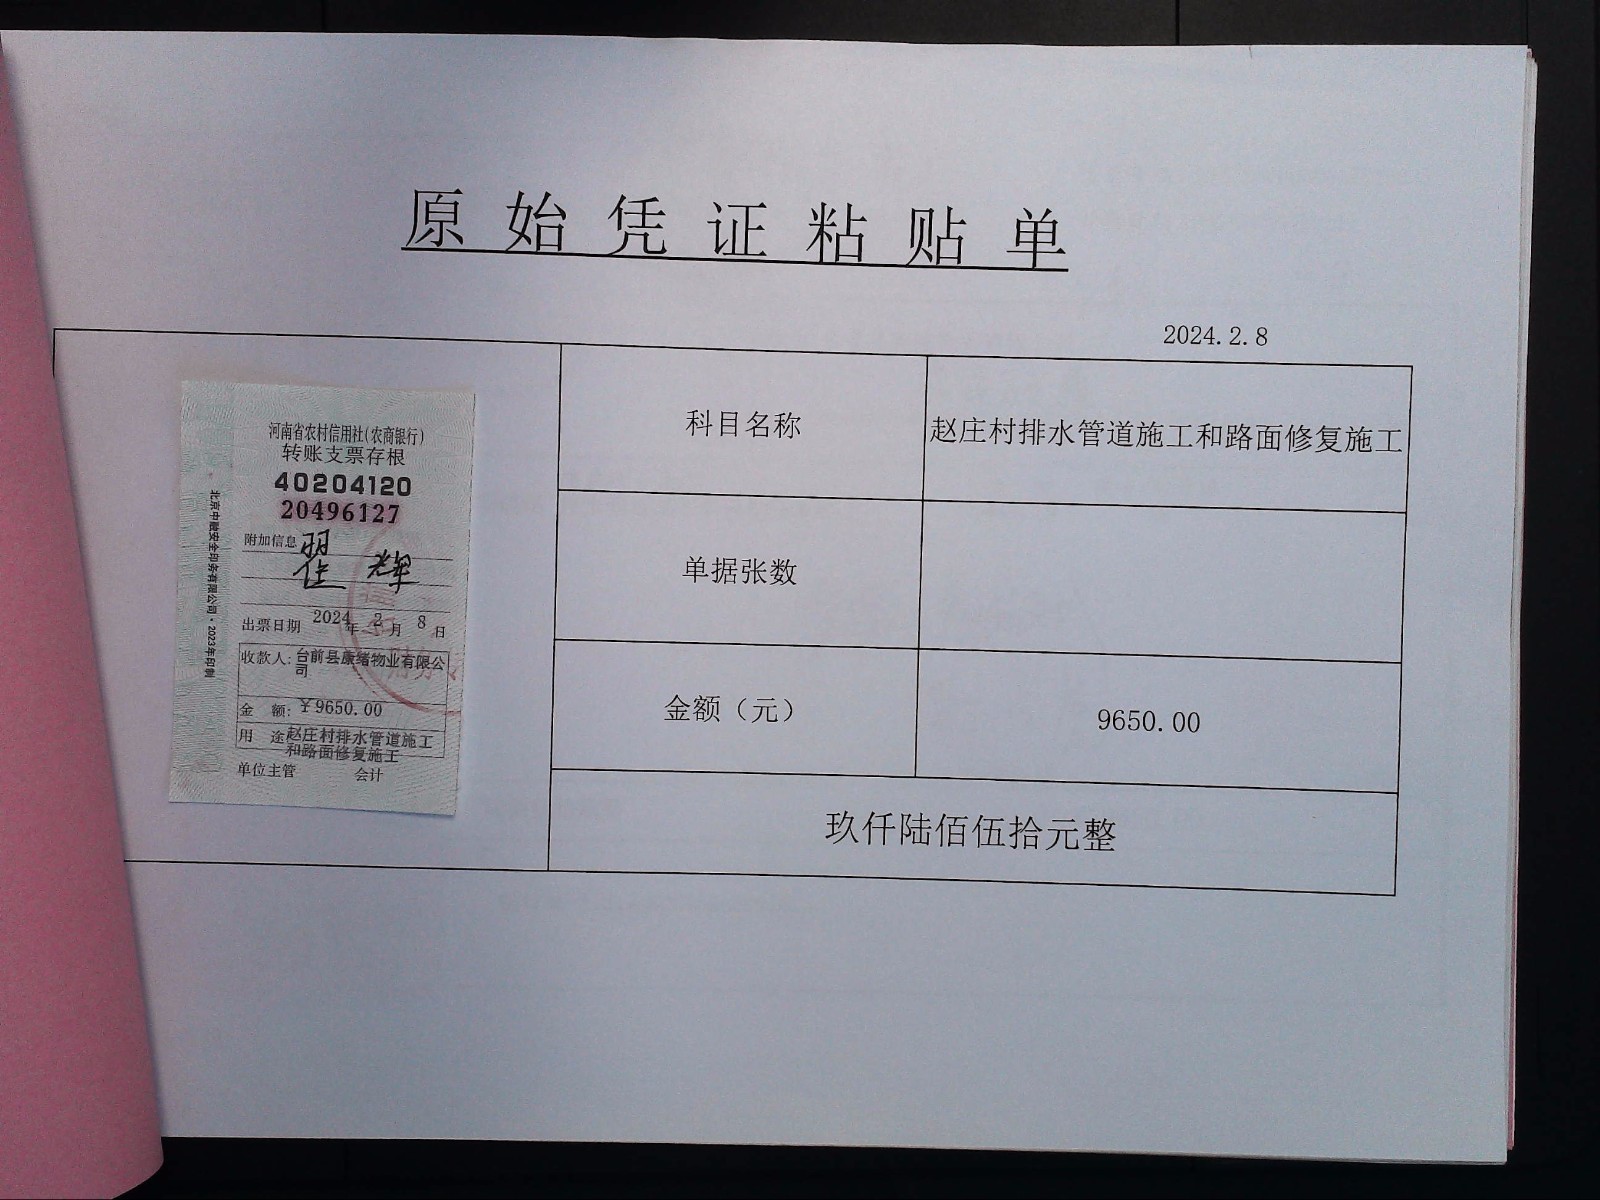 原始凭证粘贴单
2024.2.8
河南省农村信用社(农商银行)
转账支票存根
40204120
20496127
附加信息
翟 辉
出票日期 2024年 2月 8日
收款人: 台前县康绪物业有限公
司
金 额: ¥9650.00
用 途 赵庄村排水管道施工
和路面修复施工
单位主管 会计
北京中融安全印务有限公司·2023年印制
科目名称 赵庄村排水管道施工和路面修复施工
单据张数
金额（元） 9650.00
玖仟陆佰伍拾元整